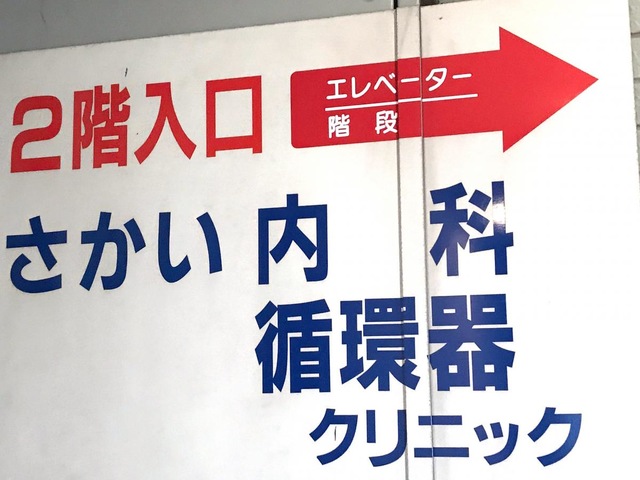 2階入口
エレベーター
階段
さかい内科
循環器
クリニック